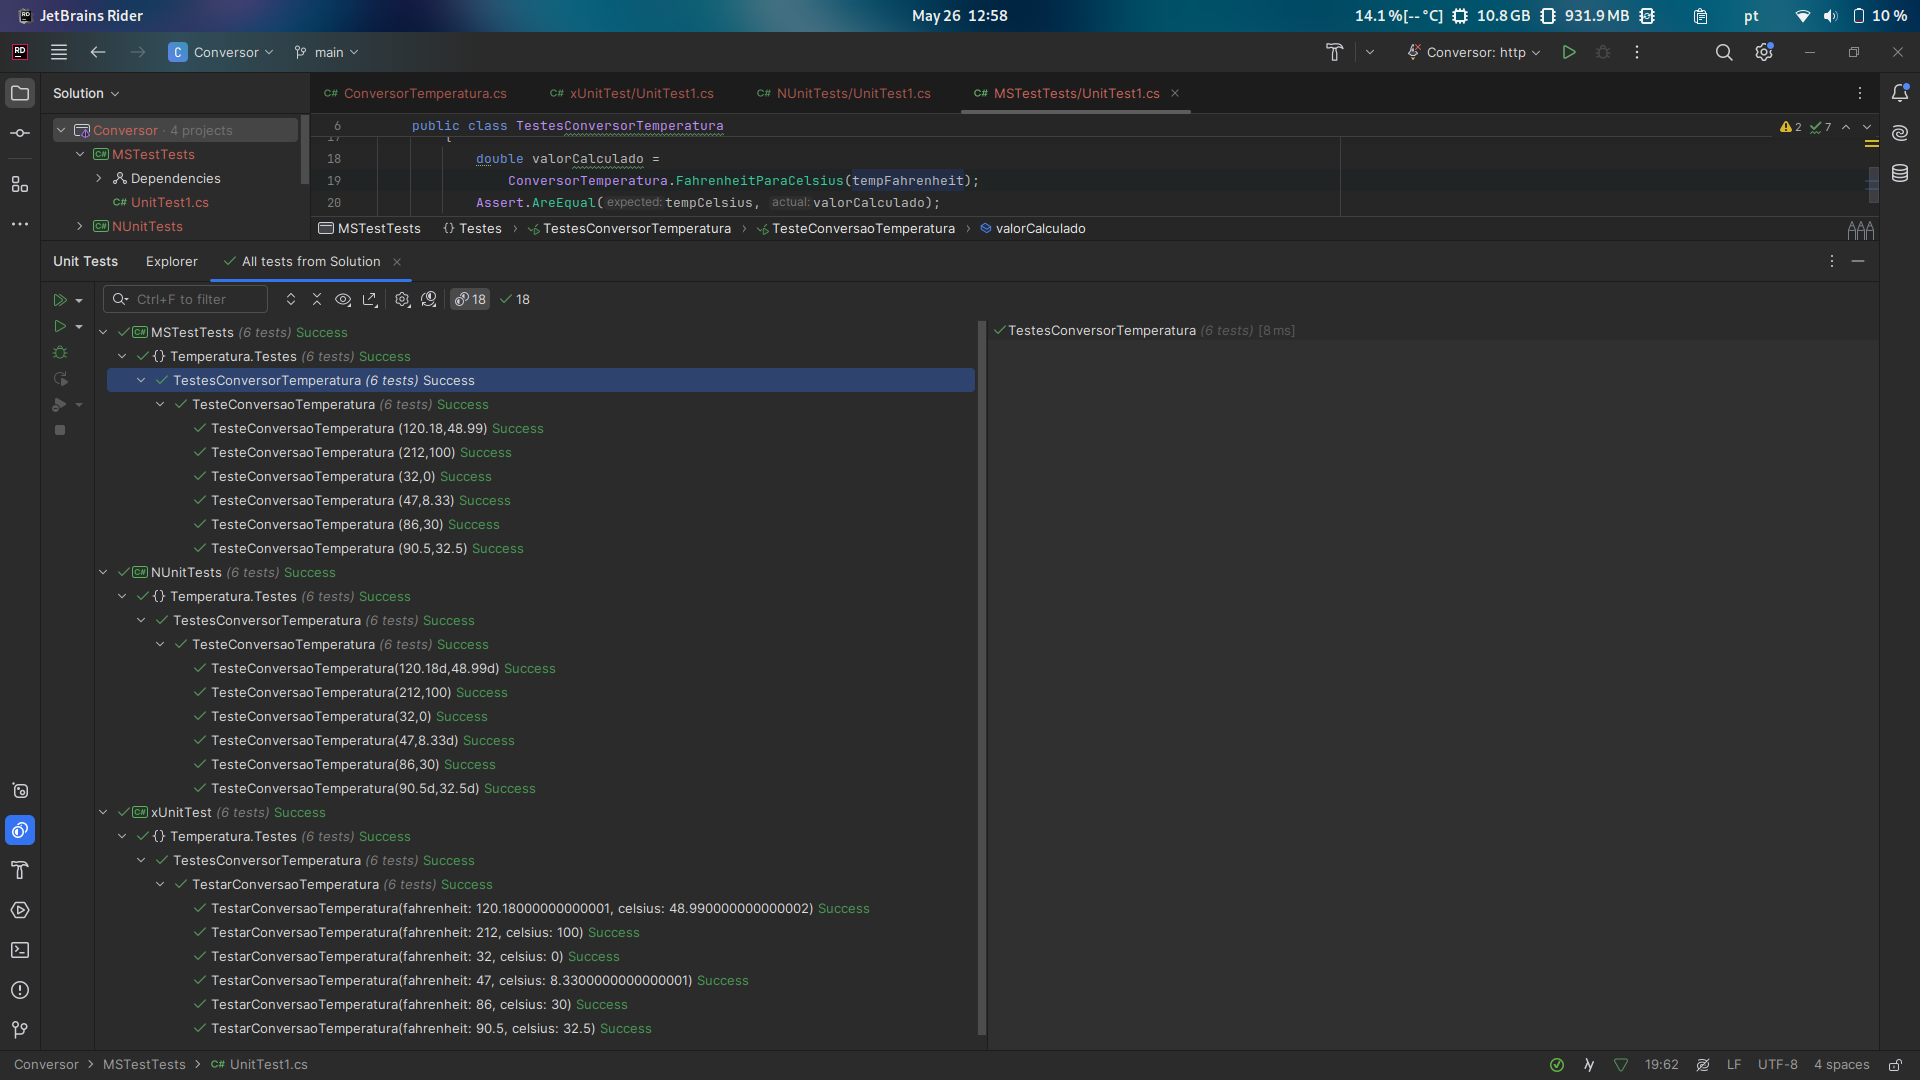 JetBrains Rider
May 26 12:58
14.1 %[-- °C] 10.8 GB 931.9 MB pt 10 %
RD C Conversor main Conversor: http
Solution
C# ConversorTemperatura.cs C# xUnitTest/UnitTest1.cs C# NUnitTests/UnitTest1.cs C# MSTestTests/UnitTest1.cs
Conversor · 4 projects
MSTestTests
Dependencies
C# UnitTest1.cs
NUnitTests
6 public class TestesConversorTemperatura
2 7
17 {
18 double valorCalculado =
19 ConversorTemperatura.FahrenheitParaCelsius(tempFahrenheit);
20 Assert.AreEqual( expected: tempCelsius, actual: valorCalculado);
MSTestTests {} Testes › TestesConversorTemperatura › TesteConversaoTemperatura › valorCalculado
Unit Tests Explorer All tests from Solution
Ctrl+F to filter 18 18
C# MSTestTests (6 tests) Success
{} Temperatura.Testes (6 tests) Success
TestesConversorTemperatura (6 tests) Success
TesteConversaoTemperatura (6 tests) Success
TesteConversaoTemperatura (120.18,48.99) Success
TesteConversaoTemperatura (212,100) Success
TesteConversaoTemperatura (32,0) Success
TesteConversaoTemperatura (47,8.33) Success
TesteConversaoTemperatura (86,30) Success
TesteConversaoTemperatura (90.5,32.5) Success
C# NUnitTests (6 tests) Success
{} Temperatura.Testes (6 tests) Success
TestesConversorTemperatura (6 tests) Success
TesteConversaoTemperatura (6 tests) Success
TesteConversaoTemperatura(120.18d,48.99d) Success
TesteConversaoTemperatura(212,100) Success
TesteConversaoTemperatura(32,0) Success
TesteConversaoTemperatura(47,8.33d) Success
TesteConversaoTemperatura(86,30) Success
TesteConversaoTemperatura(90.5d,32.5d) Success
C# xUnitTest (6 tests) Success
{} Temperatura.Testes (6 tests) Success
TestesConversorTemperatura (6 tests) Success
TestarConversaoTemperatura (6 tests) Success
TestarConversaoTemperatura(fahrenheit: 120.18000000000001, celsius: 48.990000000000002) Success
TestarConversaoTemperatura(fahrenheit: 212, celsius: 100) Success
TestarConversaoTemperatura(fahrenheit: 32, celsius: 0) Success
TestarConversaoTemperatura(fahrenheit: 47, celsius: 8.3300000000000001) Success
TestarConversaoTemperatura(fahrenheit: 86, celsius: 30) Success
TestarConversaoTemperatura(fahrenheit: 90.5, celsius: 32.5) Success
TestesConversorTemperatura (6 tests) [8 ms]
Conversor › MSTestTests › C# UnitTest1.cs
19:62 LF UTF-8 4 spaces